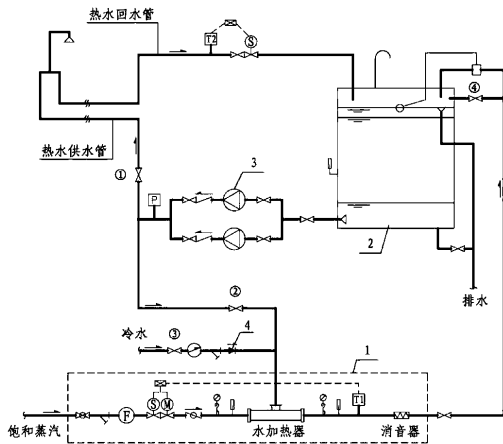 热水回水管
T2
S
④
热水供水管
①
P
3
2
②
排水
冷水
③
4
1
S
M
T1
F
饱和蒸汽
水加热器
消音器